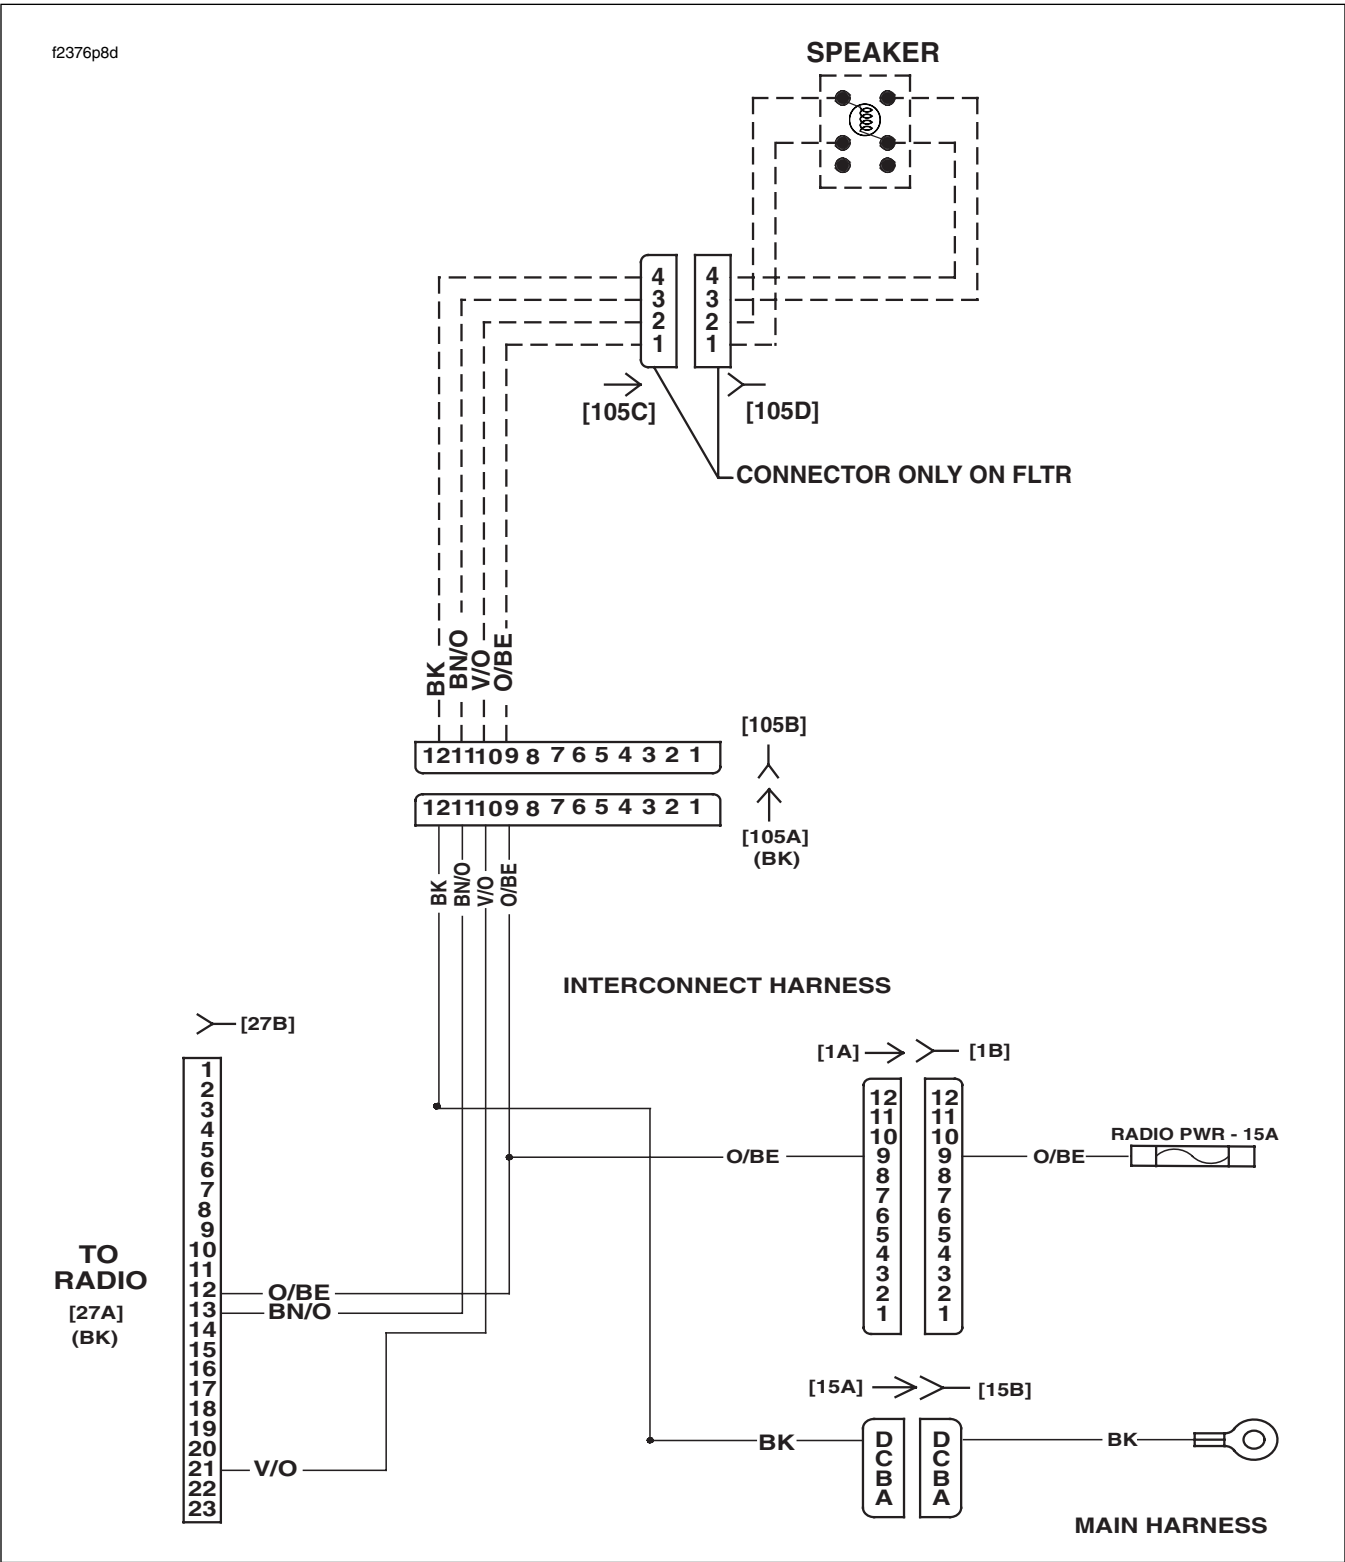 f2376p8d
SPEAKER
4 4
3 3
2 2
1 1
[105C] [105D]
CONNECTOR ONLY ON FLTR
BK
BN/O
V/O
O/BE
[105B]
12 11 10 9 8 7 6 5 4 3 2 1
12 11 10 9 8 7 6 5 4 3 2 1
[105A]
(BK)
BK
BN/O
V/O
O/BE
INTERCONNECT HARNESS
[27B]
1
2
3
4
5
6
7
8
9
10
11
12
13
14
15
16
17
18
19
20
21
22
23
TO
RADIO
[27A]
(BK)
O/BE
BN/O
V/O
[1A] [1B]
12 12
11 11
10 10
9 9
8 8
7 7
6 6
5 5
4 4
3 3
2 2
1 1
O/BE
O/BE
RADIO PWR - 15A
[15A] [15B]
BK
D D
C C
B B
A A
BK
MAIN HARNESS